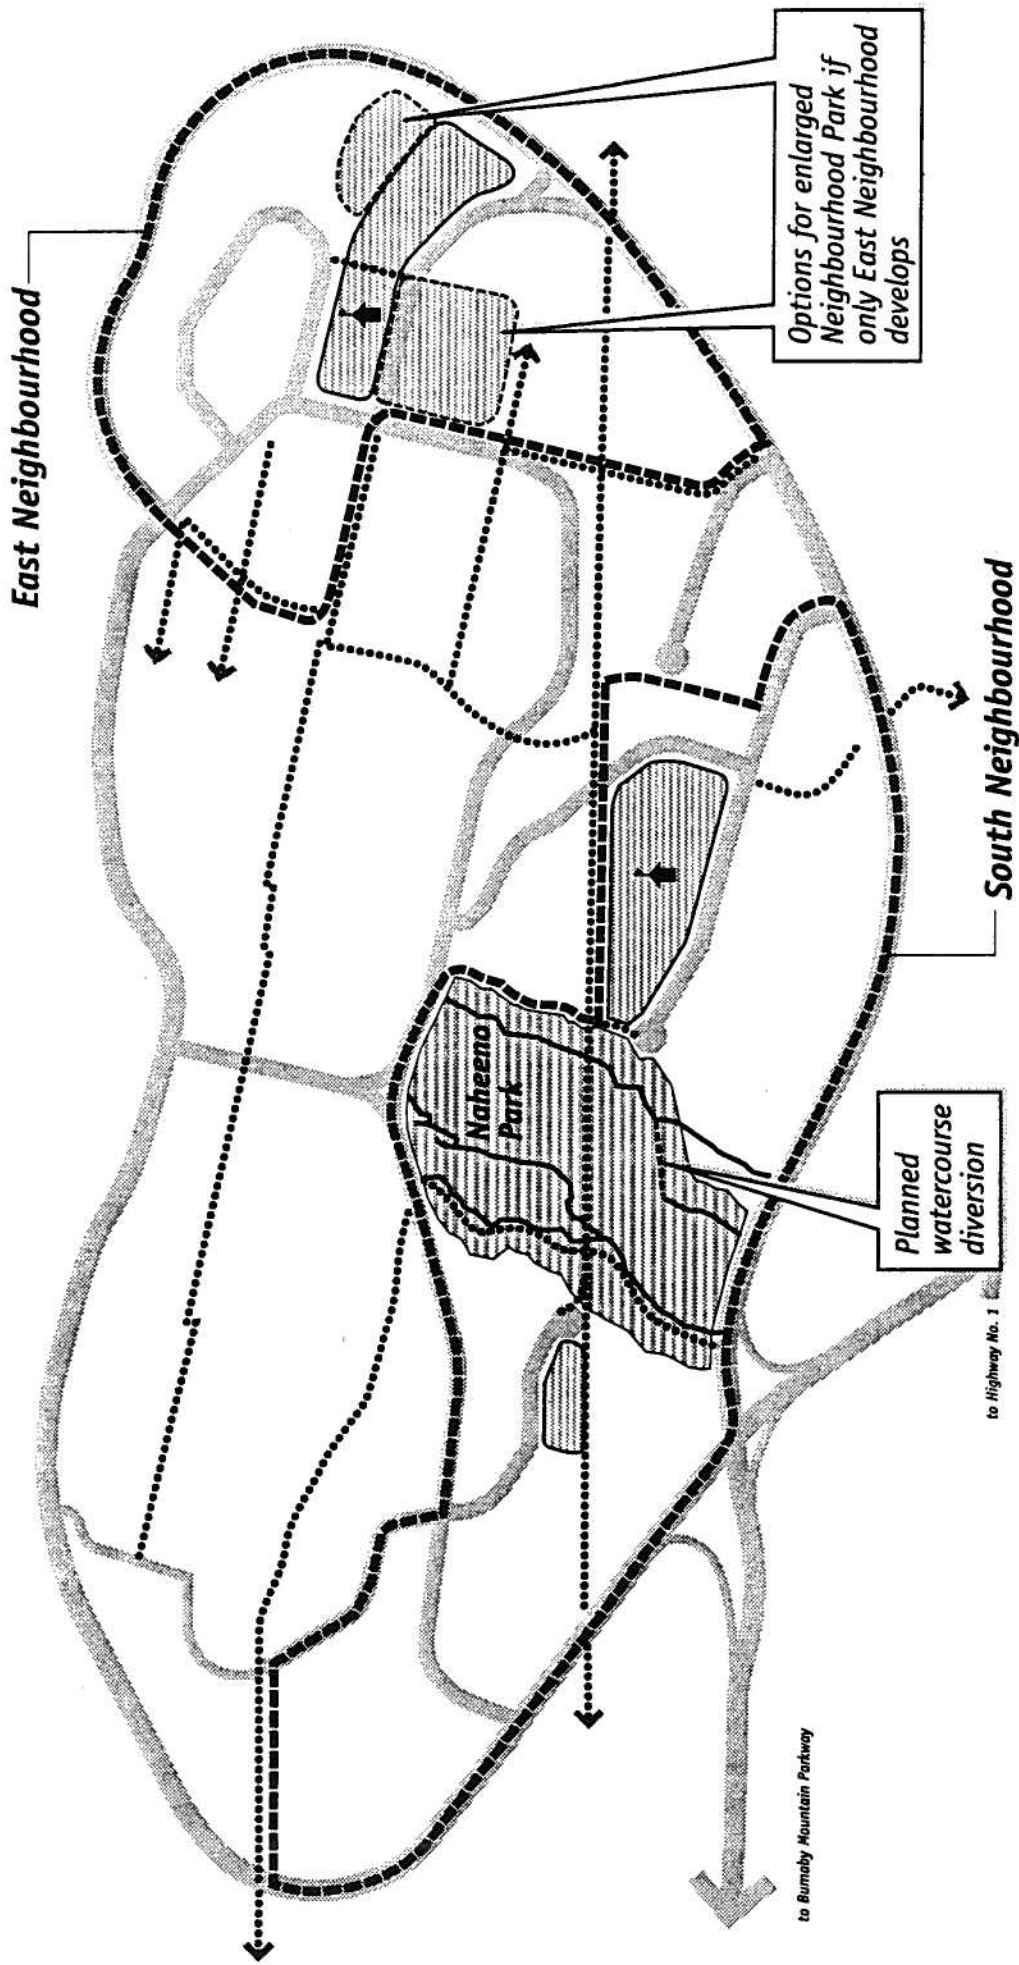 East Neighbourhood
Options for enlarged
Neighbourhood Park if
only East Neighbourhood
develops
Naheeno
Park
South Neighbourhood
Planned
watercourse
diversion
to Highway No. 1
to Burnaby Mountain Parkway